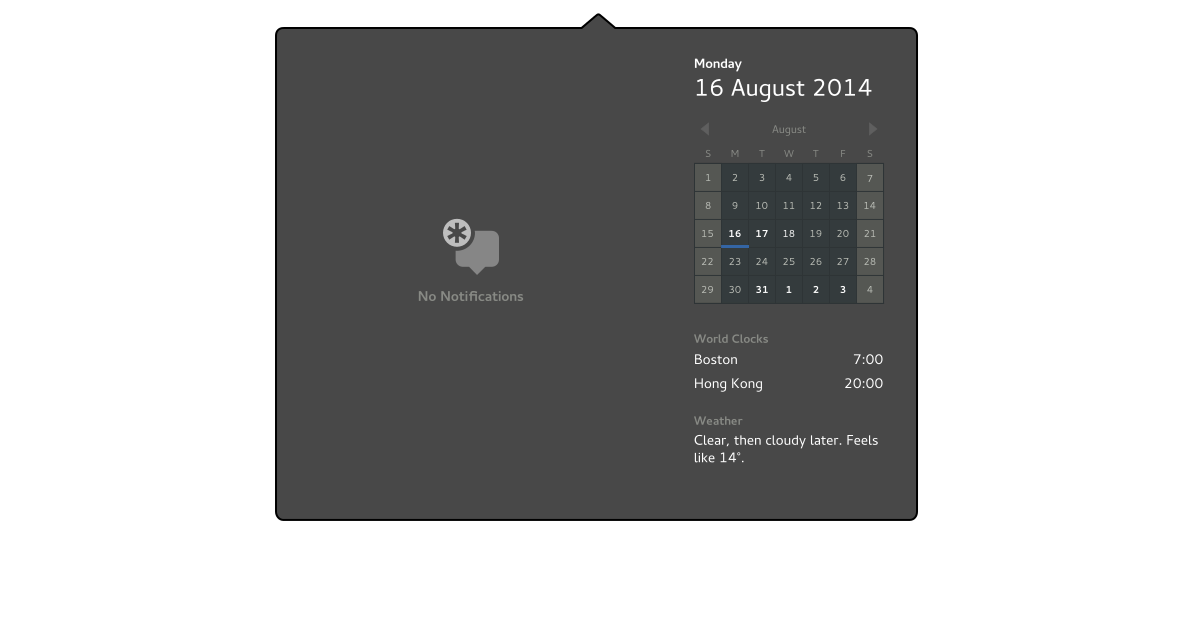 Monday
16 August 2014
August
S M T W T F S
1 2 3 4 5 6 7
8 9 10 11 12 13 14
15 16 17 18 19 20 21
22 23 24 25 26 27 28
29 30 31 1 2 3 4
No Notifications
World Clocks
Boston 7:00
Hong Kong 20:00
Weather
Clear, then cloudy later. Feels
like 14°.